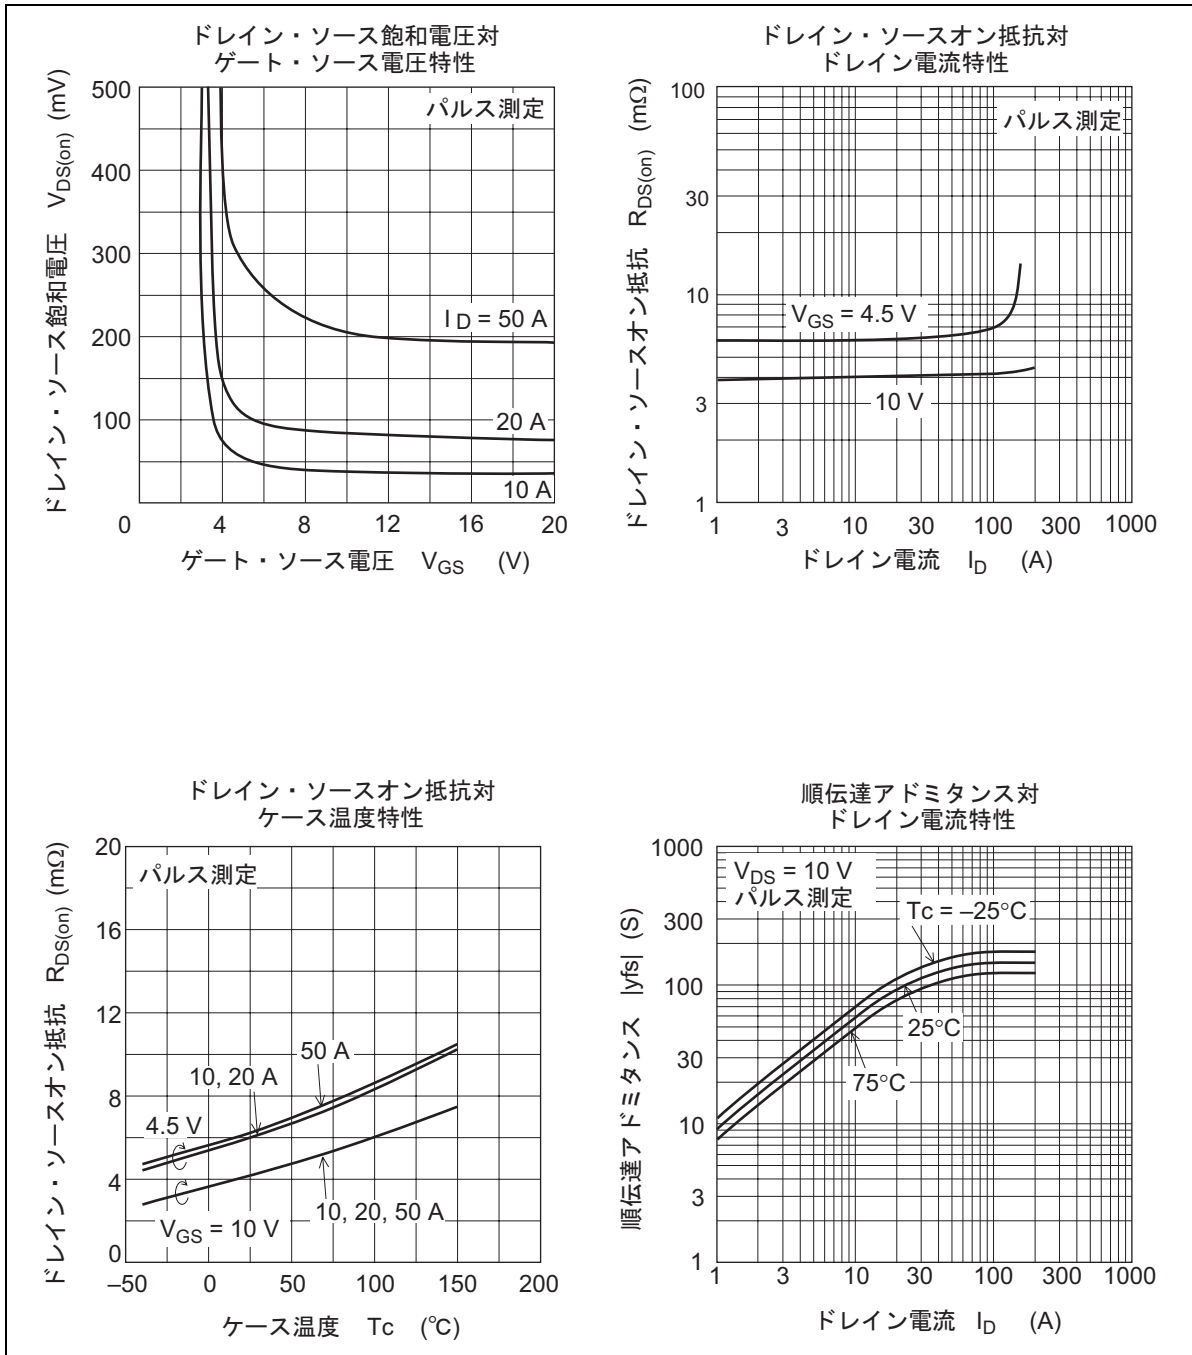 ドレイン・ソース飽和電圧対
ゲート・ソース電圧特性
ドレイン・ソース飽和電圧 VDS(on) (mV)
500
400
300
200
100
0
パルス測定
ID = 50 A
20 A
10 A
4 8 12 16 20
ゲート・ソース電圧 VGS (V)
ドレイン・ソースオン抵抗対
ドレイン電流特性
ドレイン・ソースオン抵抗 RDS(on) (mΩ)
100
30
10
3
1
パルス測定
VGS = 4.5 V
10 V
1 3 10 30 100 300 1000
ドレイン電流 ID (A)
ドレイン・ソースオン抵抗対
ケース温度特性
ドレイン・ソースオン抵抗 RDS(on) (mΩ)
20
16
12
8
4
0
パルス測定
50 A
10, 20 A
4.5 V
10, 20, 50 A
VGS = 10 V
–50 0 50 100 150 200
ケース温度 Tc (°C)
順伝達アドミタンス対
ドレイン電流特性
順伝達アドミタンス |yfs| (S)
1000
300
100
30
10
3
1
VDS = 10 V
パルス測定
Tc = –25°C
25°C
75°C
1 3 10 30 100 300 1000
ドレイン電流 ID (A)